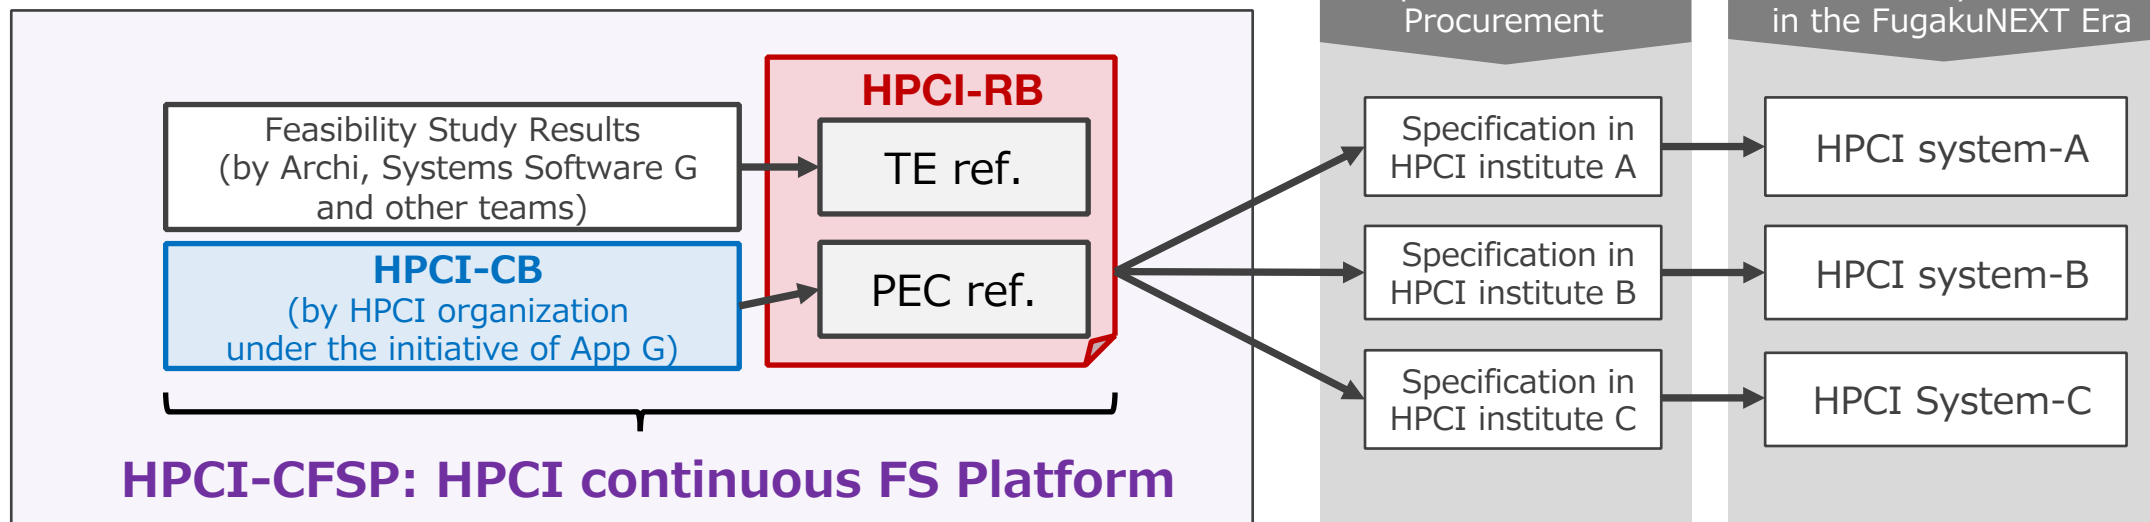 Feasibility Study Results
(by Archi, Systems Software G
and other teams)
HPCI-CB
(by HPCI organization
under the initiative of App G)
HPCI-RB
TE ref.
PEC ref.
HPCI-CFSP: HPCI continuous FS Platform
Procurement
Specification in
HPCI institute A
Specification in
HPCI institute B
Specification in
HPCI institute C
in the FugakuNEXT Era
HPCI system-A
HPCI system-B
HPCI System-C